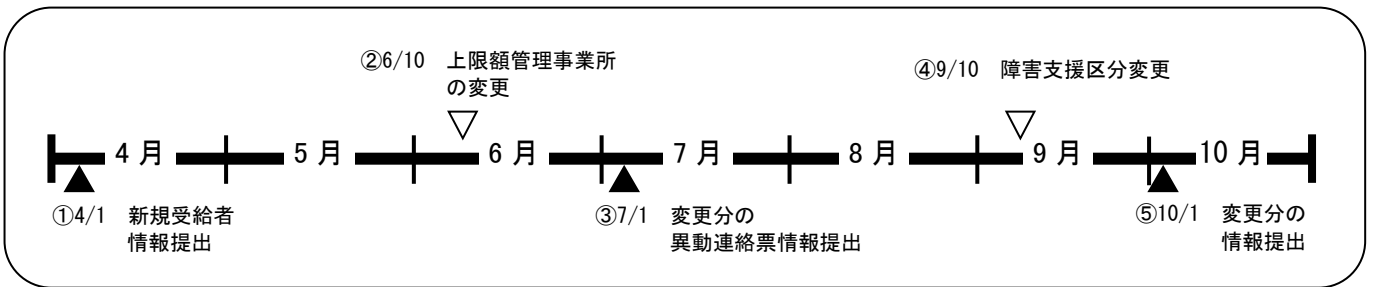 ②6/10 上限額管理事業所
の変更
④9/10 障害支援区分変更
4月 5月 6月 7月 8月 9月 10月
①4/1 新規受給者
情報提出
③7/1 変更分の
異動連絡票情報提出
⑤10/1 変更分の
情報提出